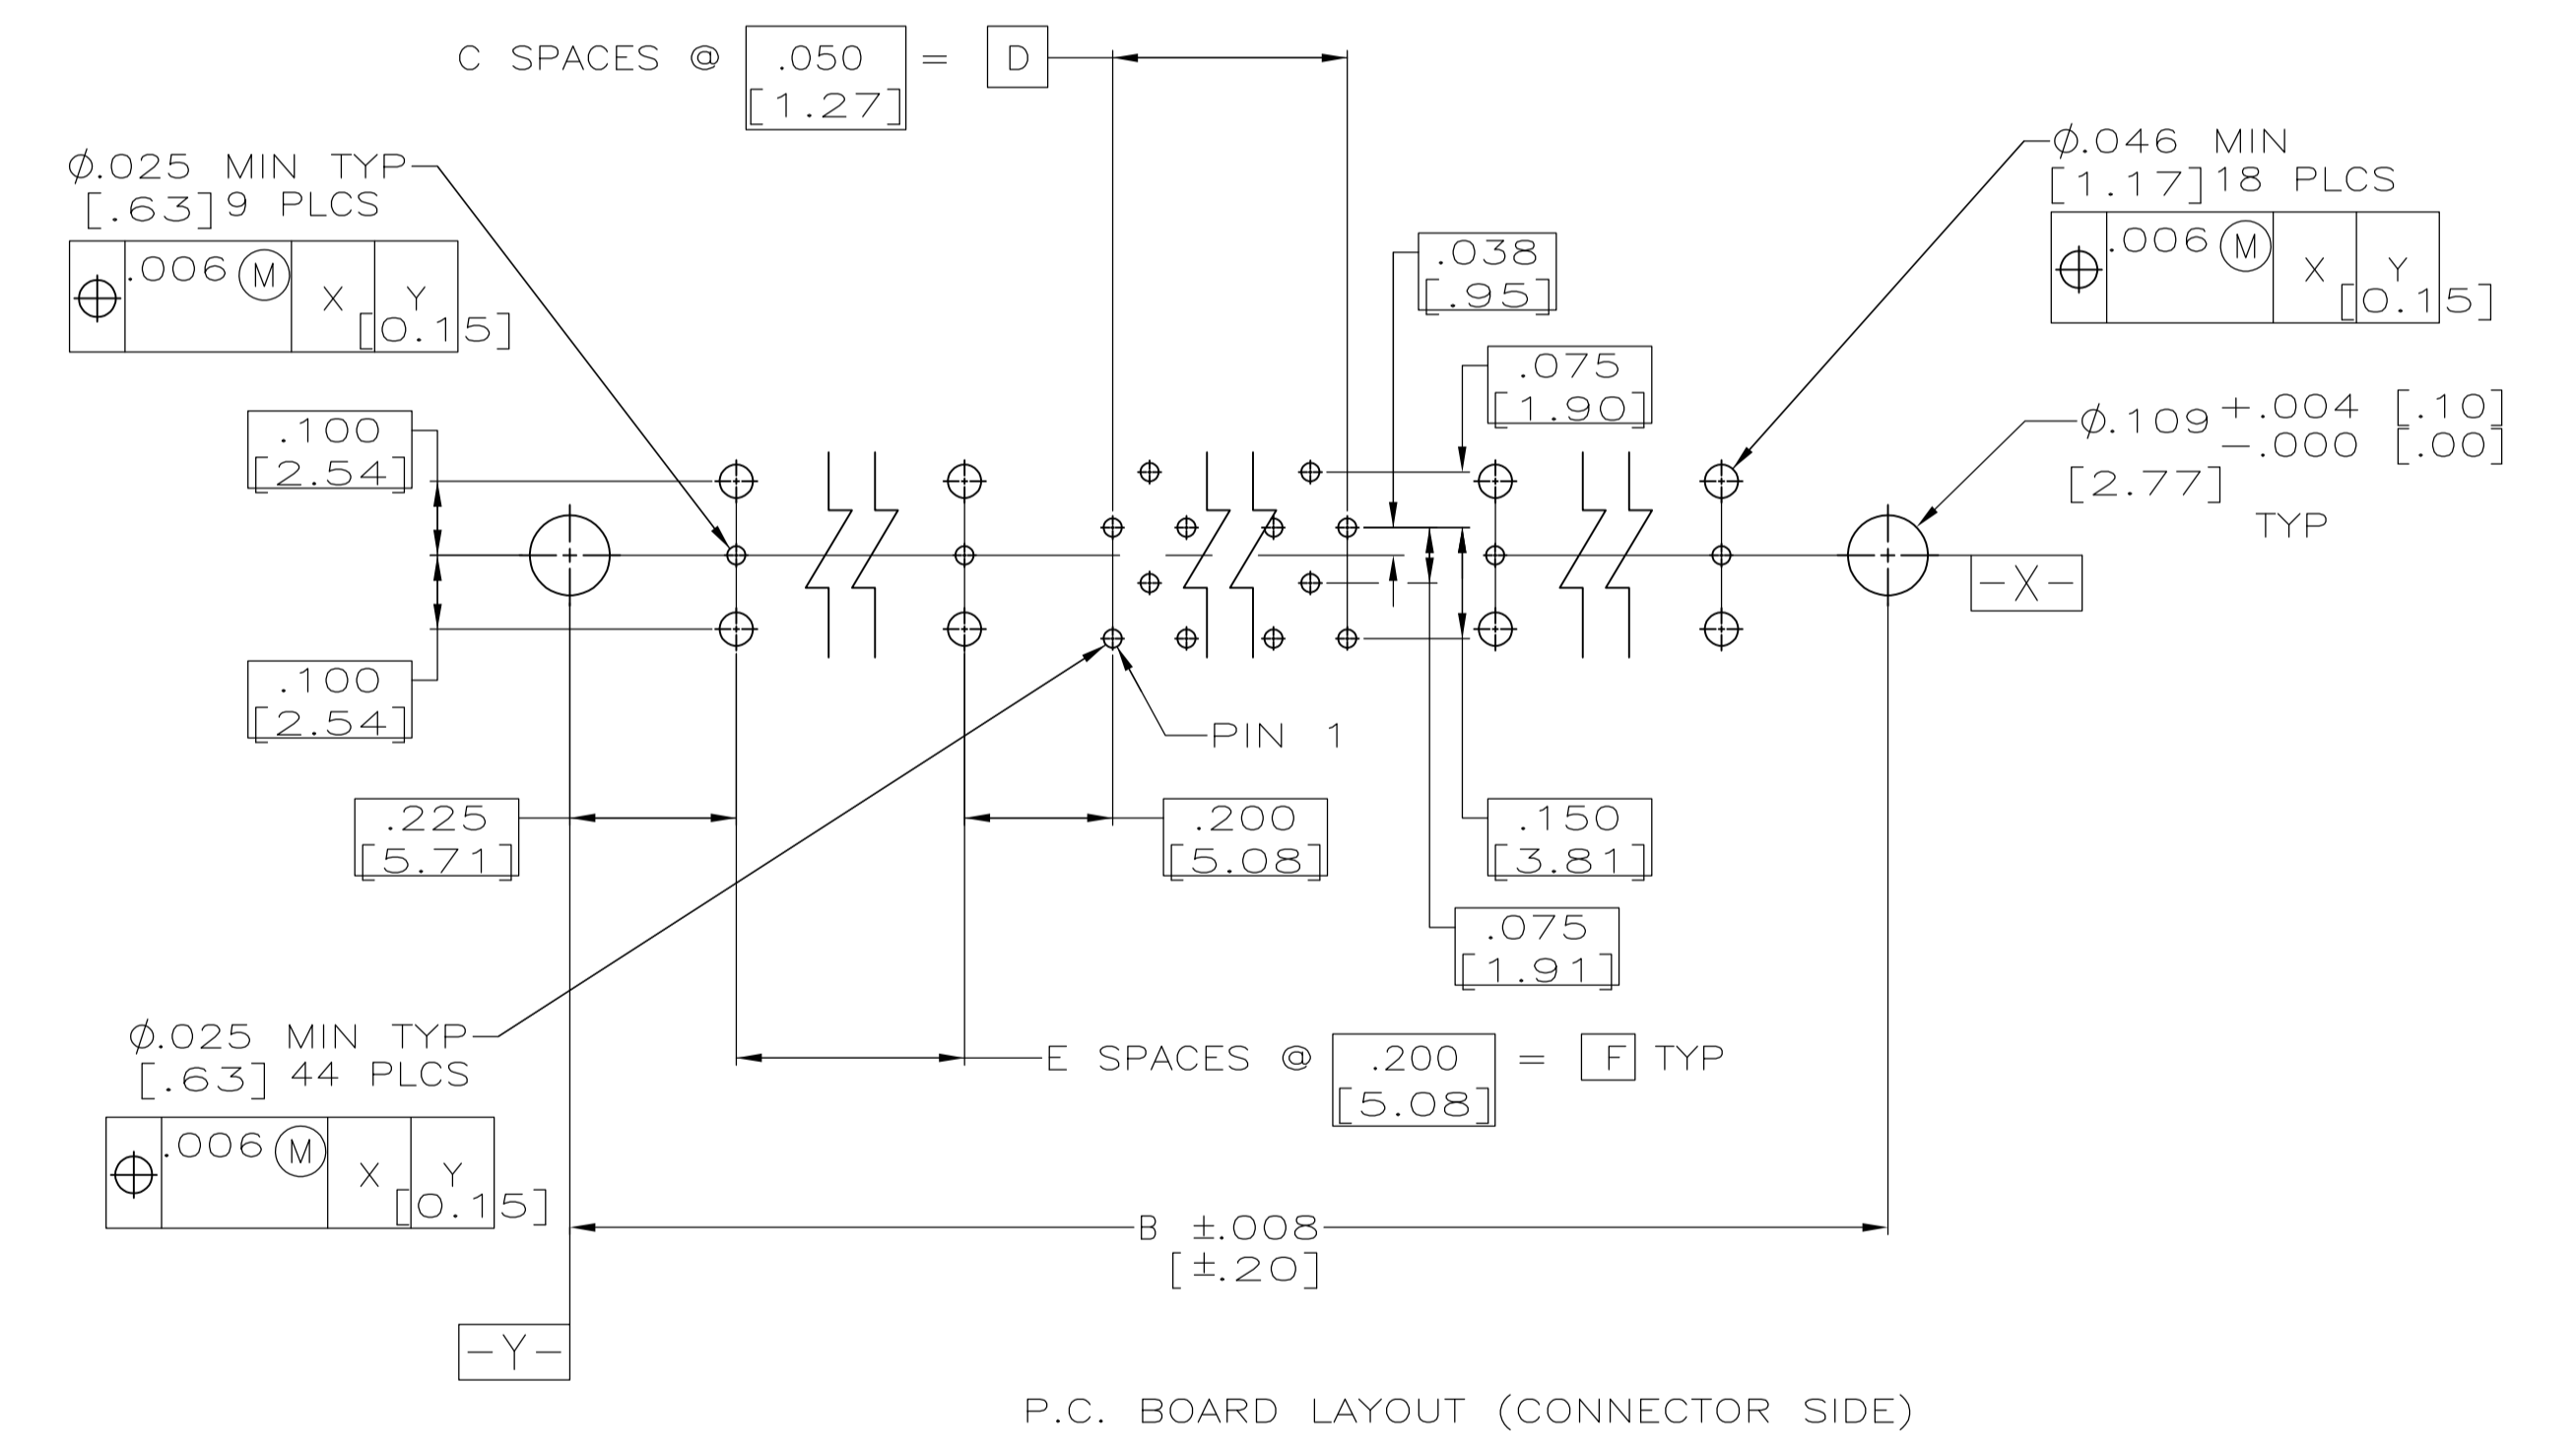 C SPACES @ .050 = D
[1.27]
Ø.025 MIN TYP
[.63] 9 PLCS
⌖ .006 Ⓜ X Y
[0.15]
Ø.046 MIN
[1.17] 18 PLCS
⌖ .006 Ⓜ X Y
[0.15]
.038
[.95]
.075
[1.90]
.100
[2.54]
Ø.109 +.004 [.10]
-.000 [.00]
[2.77]
TYP
-X-
.100
[2.54]
PIN 1
.225
[5.71]
.200
[5.08]
.150
[3.81]
.075
[1.91]
Ø.025 MIN TYP
[.63] 44 PLCS
⌖ .006 Ⓜ X Y
[0.15]
E SPACES @ .200 = F TYP
[5.08]
B ±.008
[±.20]
-Y-
P.C. BOARD LAYOUT (CONNECTOR SIDE)